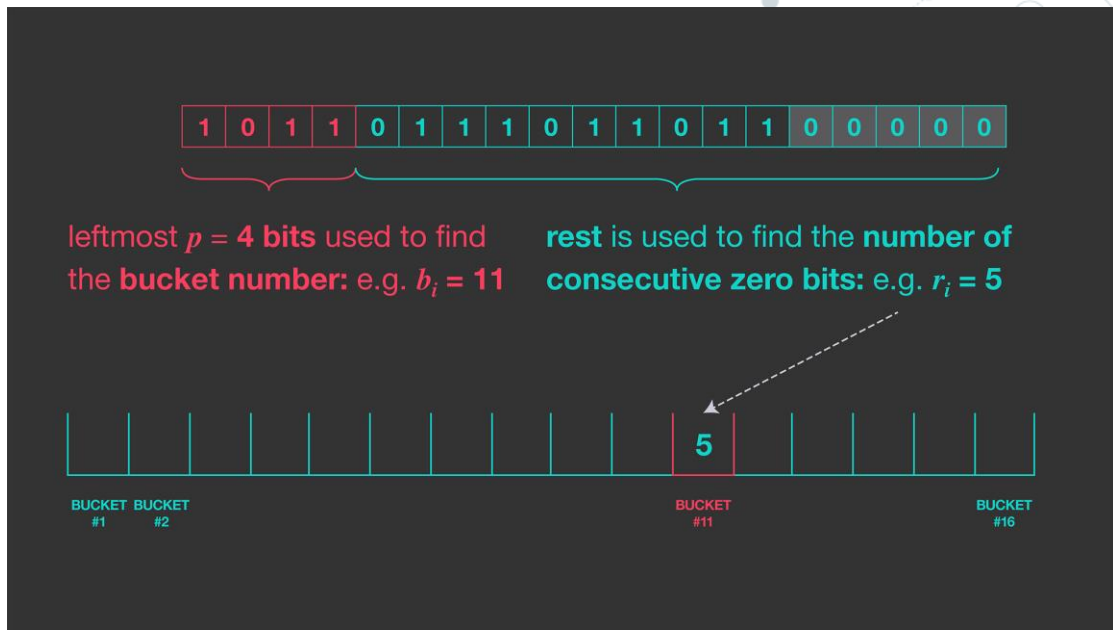 1 0 1 1 0 1 1 1 0 1 1 0 1 1 0 0 0 0 0
leftmost p = 4 bits used to find
the bucket number: e.g. bᵢ = 11
rest is used to find the number of
consecutive zero bits: e.g. rᵢ = 5
5
BUCKET
#1
BUCKET
#2
BUCKET
#11
BUCKET
#16